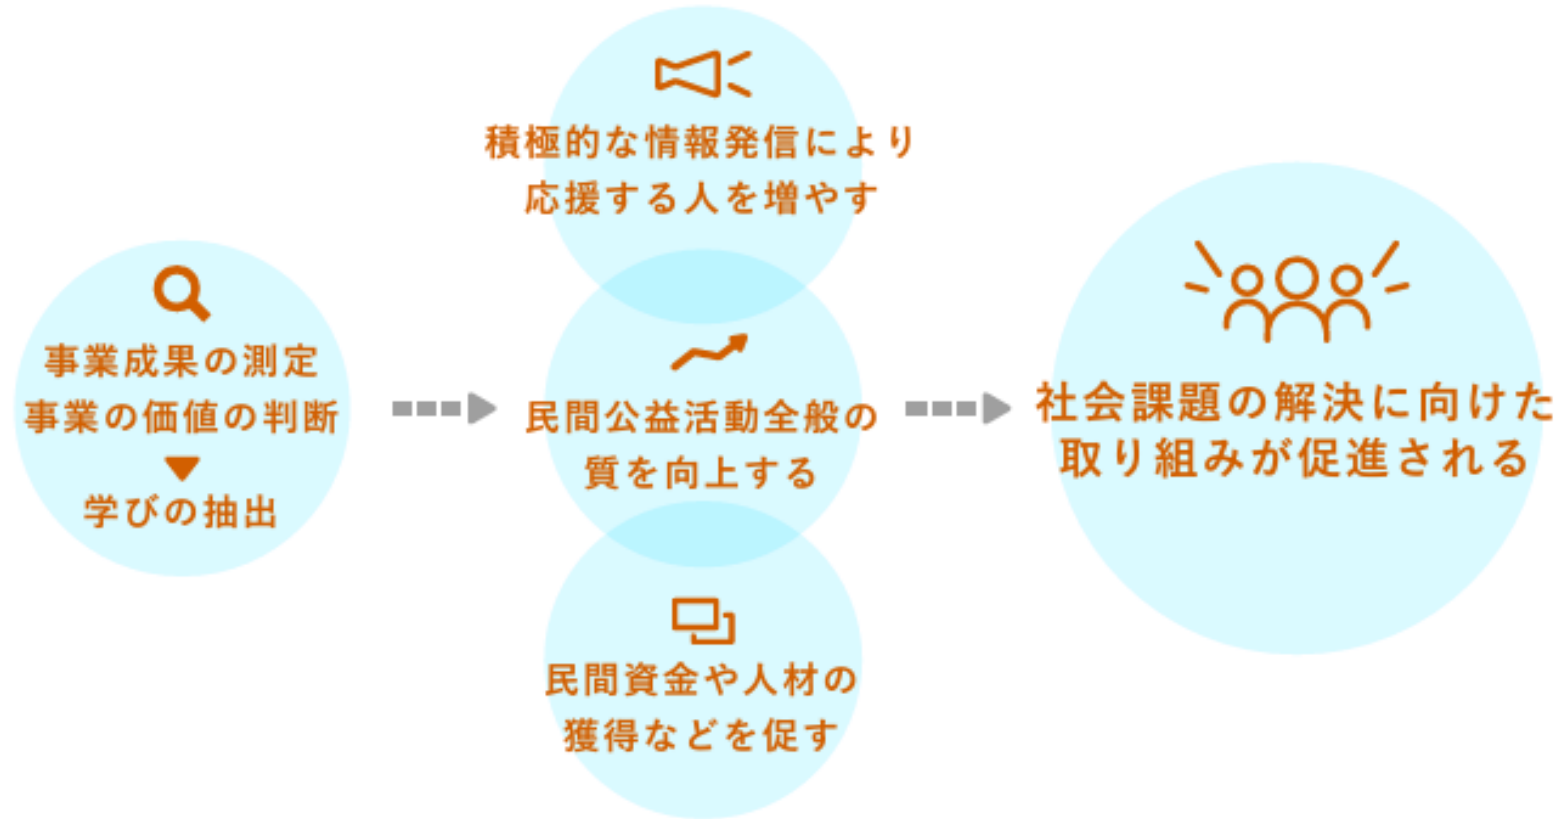 事業成果の測定
事業の価値の判断
学びの抽出
積極的な情報発信により
応援する人を増やす
民間公益活動全般の
質を向上する
民間資金や人材の
獲得などを促す
社会課題の解決に向けた
取り組みが促進される